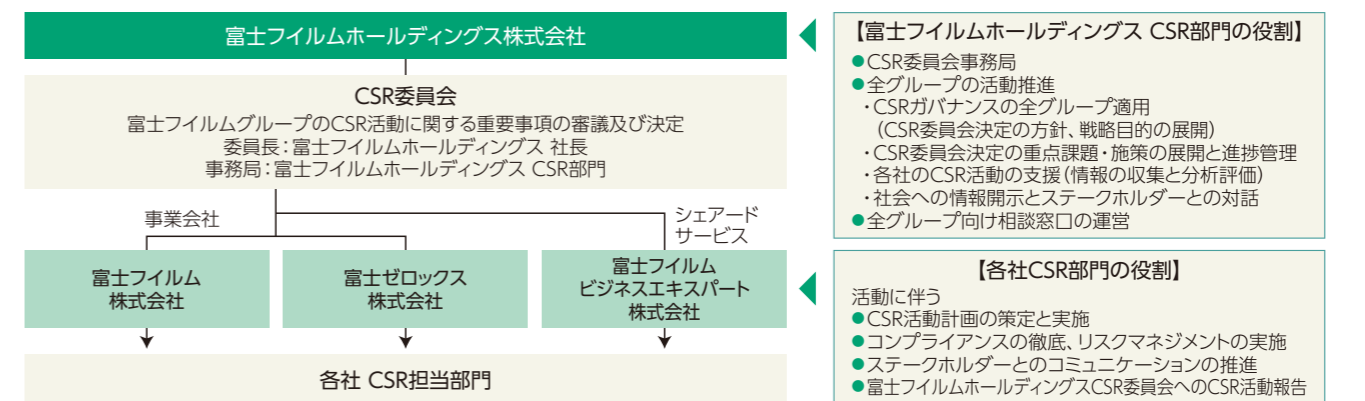 富士フイルムホールディングス株式会社
CSR委員会
富士フイルムグループのCSR活動に関する重要事項の審議及び決定
委員長：富士フイルムホールディングス 社長
事務局：富士フイルムホールディングス CSR部門
事業会社
シェアード
サービス
富士フイルム
株式会社
富士ゼロックス
株式会社
富士フイルム
ビジネスエキスパート
株式会社
各社 CSR担当部門
【富士フイルムホールディングス CSR部門の役割】
●CSR委員会事務局
●全グループの活動推進
・CSRガバナンスの全グループ適用
（CSR委員会決定の方針、戦略目的の展開）
・CSR委員会決定の重点課題・施策の展開と進捗管理
・各社のCSR活動の支援（情報の収集と分析評価）
・社会への情報開示とステークホルダーとの対話
●全グループ向け相談窓口の運営
【各社CSR部門の役割】
活動に伴う
●CSR活動計画の策定と実施
●コンプライアンスの徹底、リスクマネジメントの実施
●ステークホルダーとのコミュニケーションの推進
●富士フイルムホールディングスCSR委員会へのCSR活動報告